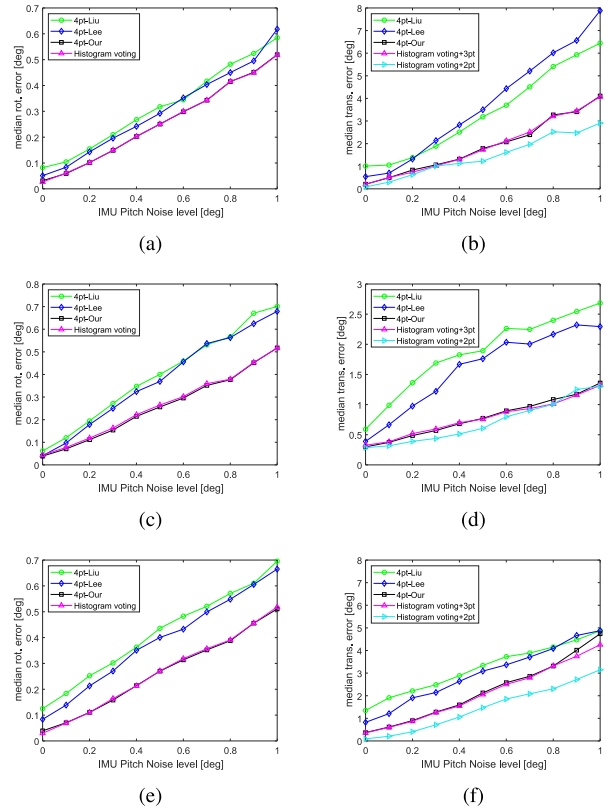 0.7
0.6
0.5
0.4
0.3
0.2
0.1
0
median rot. error [deg]
4pt-Liu
4pt-Lee
4pt-Our
Histogram voting
0 0.2 0.4 0.6 0.8 1
IMU Pitch Noise level [deg]
(a)
8
7
6
5
4
3
2
1
0
median trans. error [deg]
4pt-Liu
4pt-Lee
4pt-Our
Histogram voting+3pt
Histogram voting+2pt
0 0.2 0.4 0.6 0.8 1
IMU Pitch Noise level [deg]
(b)
0.8
0.7
0.6
0.5
0.4
0.3
0.2
0.1
0
median rot. error [deg]
4pt-Liu
4pt-Lee
4pt-Our
Histogram voting
0 0.2 0.4 0.6 0.8 1
IMU Pitch Noise level [deg]
(c)
3
2.5
2
1.5
1
0.5
0
median trans. error [deg]
4pt-Liu
4pt-Lee
4pt-Our
Histogram voting+3pt
Histogram voting+2pt
0 0.2 0.4 0.6 0.8 1
IMU Pitch Noise level [deg]
(d)
0.7
0.6
0.5
0.4
0.3
0.2
0.1
0
median rot. error [deg]
4pt-Liu
4pt-Lee
4pt-Our
Histogram voting
0 0.2 0.4 0.6 0.8 1
IMU Pitch Noise level [deg]
(e)
8
7
6
5
4
3
2
1
0
median trans. error [deg]
4pt-Liu
4pt-Lee
4pt-Our
Histogram voting+3pt
Histogram voting+2pt
0 0.2 0.4 0.6 0.8 1
IMU Pitch Noise level [deg]
(f)